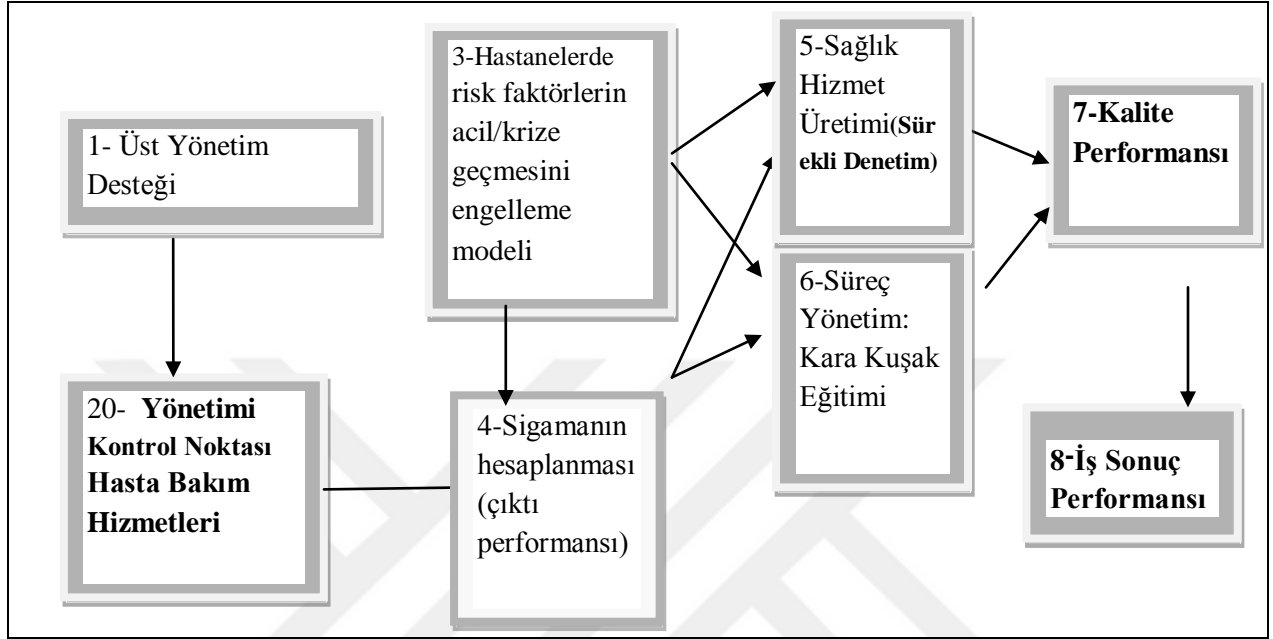 1- Üst Yönetim
Desteği
20- Yönetimi
Kontrol Noktası
Hasta Bakım
Hizmetleri
3-Hastanelerde
risk faktörlerin
acil/krize
geçmesini
engelleme
modeli
4-Sigamanın
hesaplanması
(çıktı
performansı)
5-Sağlık
Hizmet
Üretimi(Sür
ekli Denetim)
6-Süreç
Yönetim:
Kara Kuşak
Eğitimi
7-Kalite
Performansı
8-İş Sonuç
Performansı